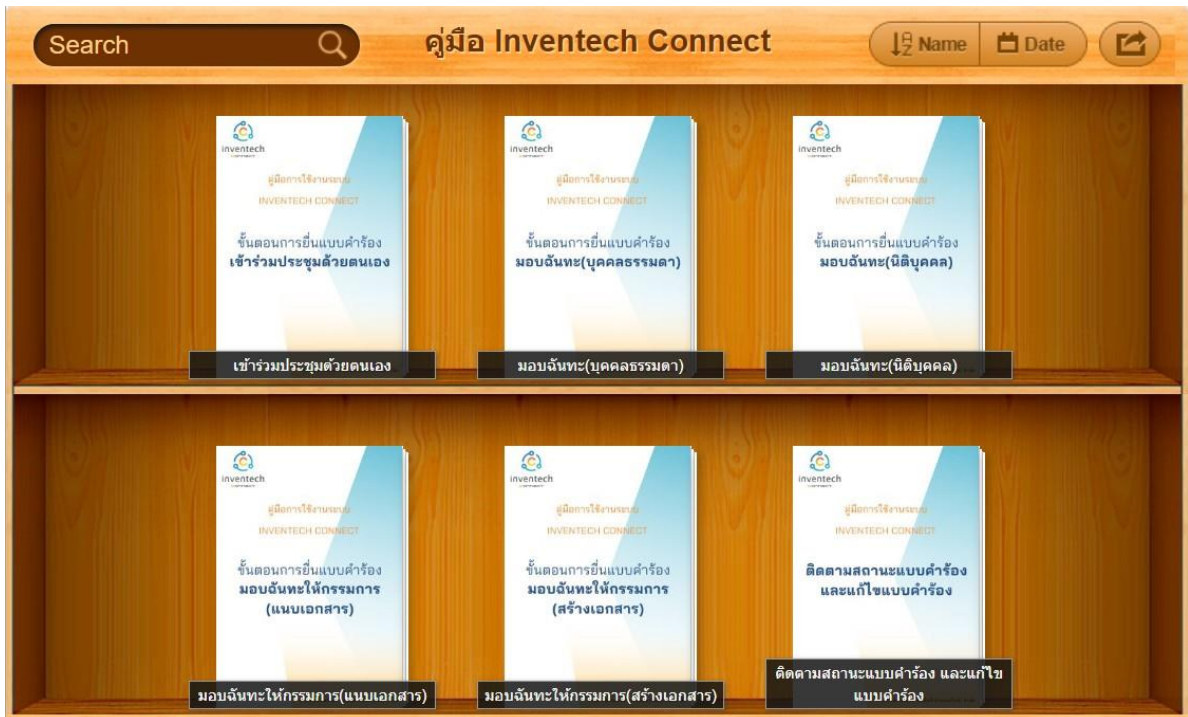 Search
คู่มือ Inventech Connect
Name
Date
inventech
คู่มือการใช้งานระบบ
INVENTECH CONNECT
ขั้นตอนการยื่นแบบคำร้อง
เข้าร่วมประชุมด้วยตนเอง
เข้าร่วมประชุมด้วยตนเอง
inventech
คู่มือการใช้งานระบบ
INVENTECH CONNECT
ขั้นตอนการยื่นแบบคำร้อง
มอบฉันทะ(บุคคลธรรมดา)
มอบฉันทะ(บุคคลธรรมดา)
inventech
คู่มือการใช้งานระบบ
INVENTECH CONNECT
ขั้นตอนการยื่นแบบคำร้อง
มอบฉันทะ(นิติบุคคล)
มอบฉันทะ(นิติบุคคล)
inventech
คู่มือการใช้งานระบบ
INVENTECH CONNECT
ขั้นตอนการยื่นแบบคำร้อง
มอบฉันทะให้กรรมการ
(แนบเอกสาร)
มอบฉันทะให้กรรมการ(แนบเอกสาร)
inventech
คู่มือการใช้งานระบบ
INVENTECH CONNECT
ขั้นตอนการยื่นแบบคำร้อง
มอบฉันทะให้กรรมการ
(สร้างเอกสาร)
มอบฉันทะให้กรรมการ(สร้างเอกสาร)
inventech
คู่มือการใช้งานระบบ
INVENTECH CONNECT
ติดตามสถานะแบบคำร้อง
และแก้ไขแบบคำร้อง
ติดตามสถานะแบบคำร้อง และแก้ไข
แบบคำร้อง